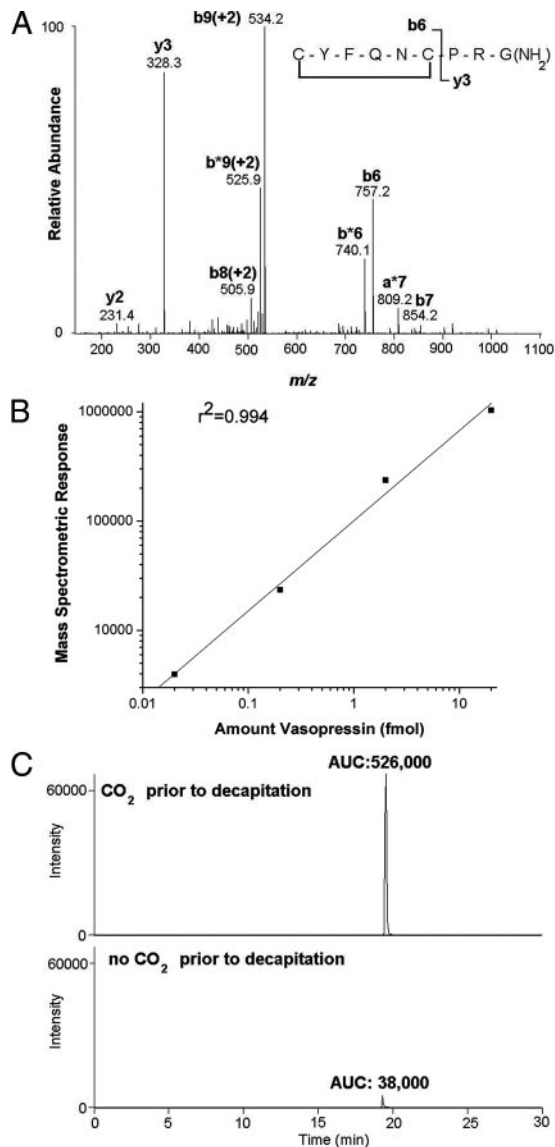 A
b9(+2)
534.2
100
y3
328.3
b6
C - Y - F - Q - N - C - P - R - G(NH2)
y3
Relative Abundance
b*9(+2)
525.9
b6
757.2
b*6
740.1
b8(+2)
505.9
a*7
809.2
b7
854.2
y2
231.4
0
200 300 400 500 600 700 800 900 1000 1100
m/z
B
r2=0.994
Mass Spectrometric Response
1000000
100000
10000
0.01 0.1 1 10
Amount Vasopressin (fmol)
C
AUC:526,000
CO2 prior to decapitation
60000
Intensity
0
no CO2 prior to decapitation
60000
Intensity
AUC: 38,000
0
0 5 10 15 20 25 30
Time (min)